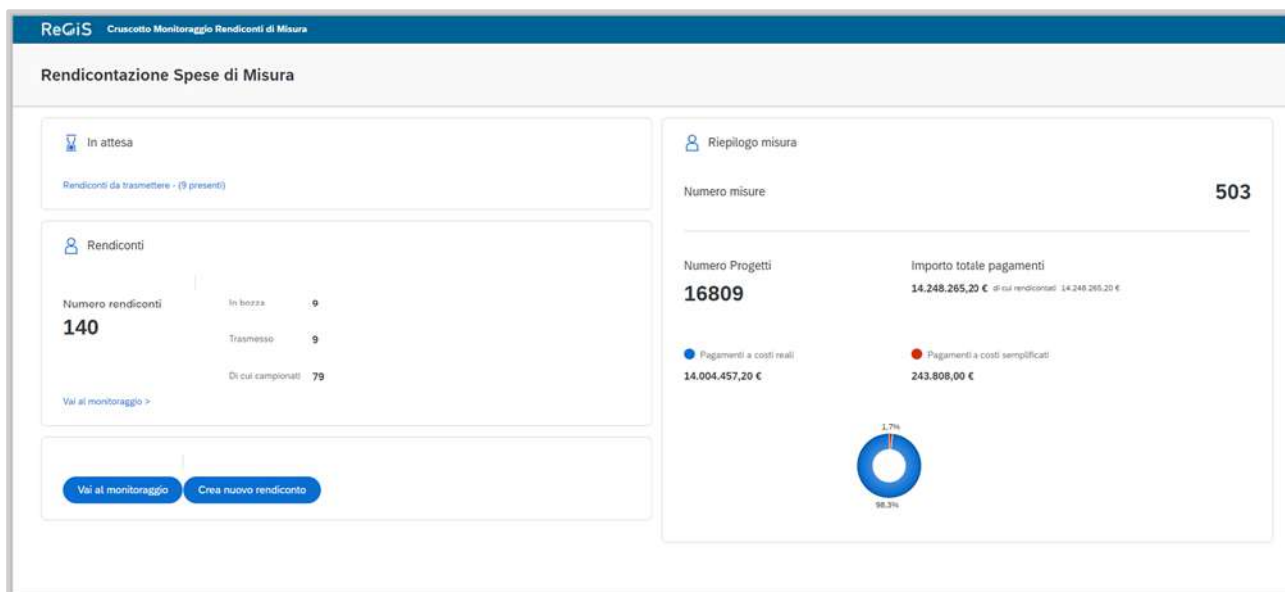 ReGiS Cruscotto Monitoraggio Rendiconti di Misura
Rendicontazione Spese di Misura
In attesa
Rendiconti da trasmettere - (9 presenti)
Rendiconti
Numero rendiconti
140
In bozza 9
Trasmesso 9
Di cui campionati 79
Vai al monitoraggio >
Vai al monitoraggio
Crea nuovo rendiconto
Riepilogo misura
Numero misure 503
Numero Progetti
16809
Importo totale pagamenti
14.248.265,20 € di cui rendicontati 14.248.265,20 €
Pagamenti a costi reali
14.004.457,20 €
Pagamenti a costi semplificati
243.808,00 €
1,7%
98,3%